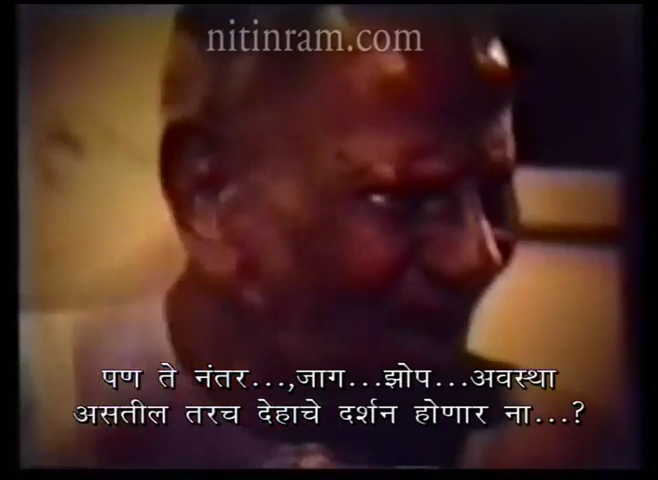 nitinram.com
पण ते नंतर...,जाग...झोप...अवस्था
असतील तरच देहाचे दर्शन होणार ना...?